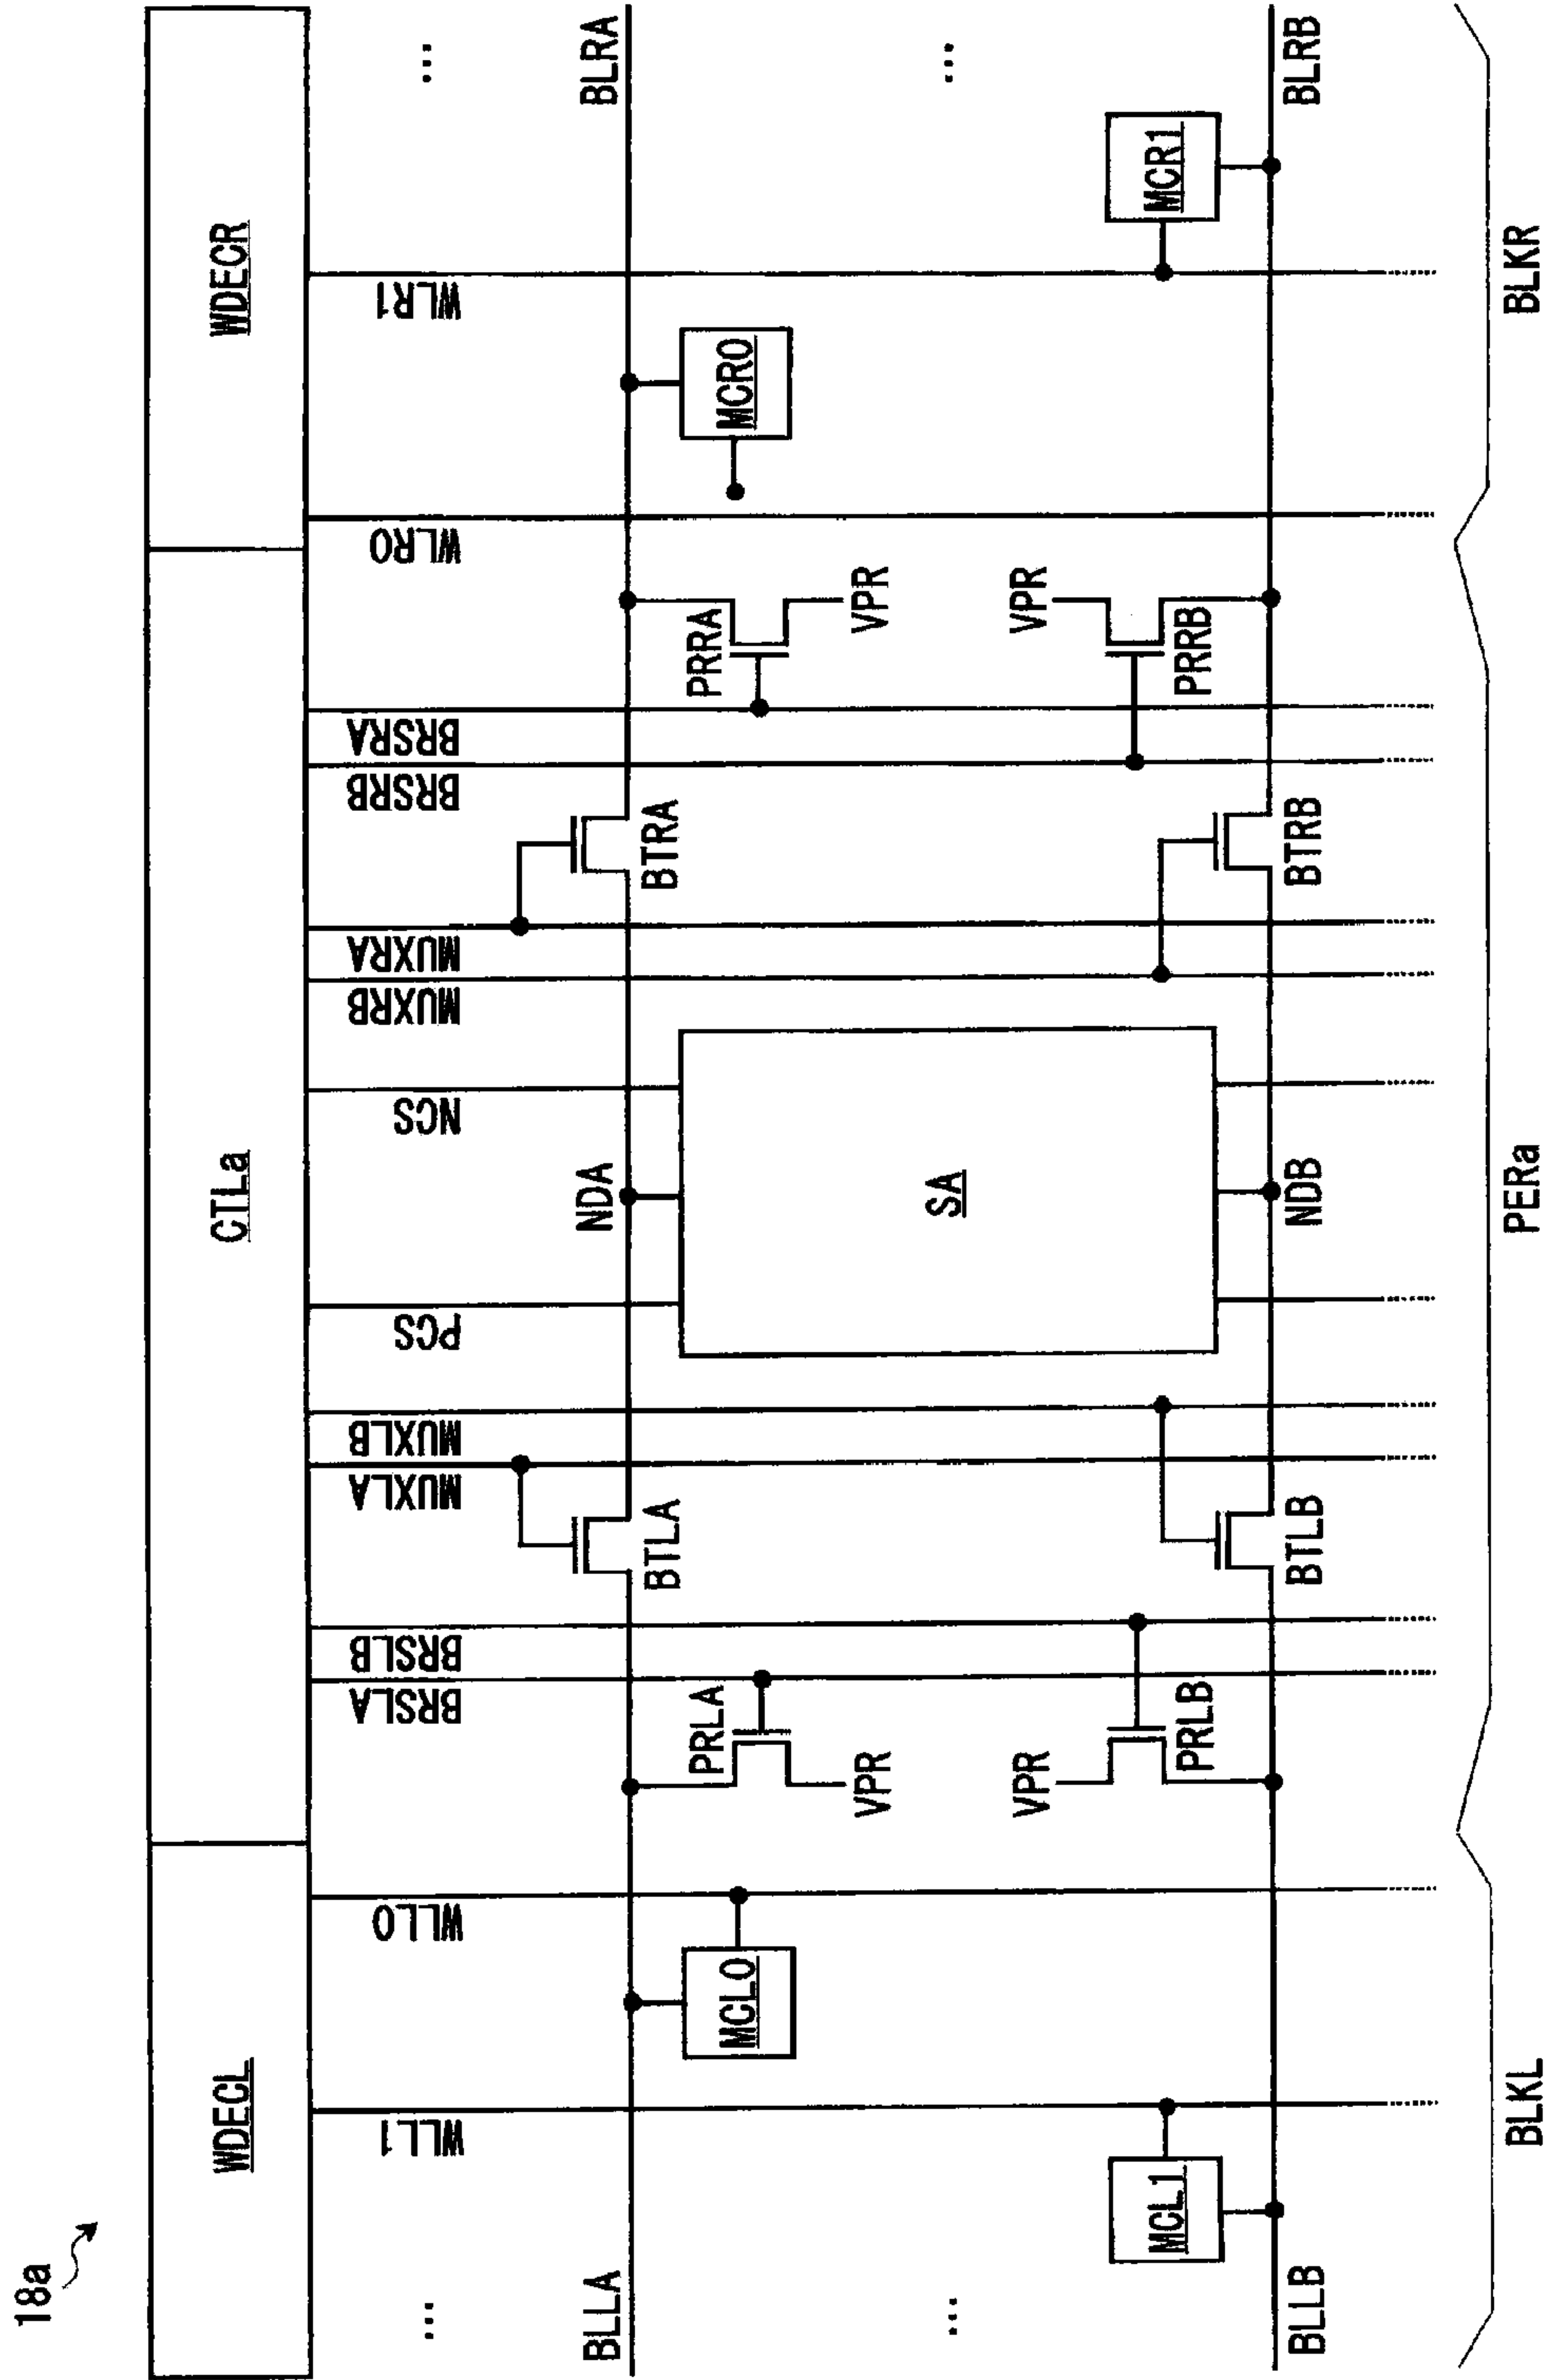 18a
WDECL
CTLa
WDECR
WLL1
WLL0
BRSLA
BRSLB
MUXLA
MUXLB
PCS
NCS
MUXRB
MUXRA
BRSRB
BRSRA
WLR0
WLR1
...
...
BLLA
BTLA
NDA
BTRA
BLRA
MCL0
PRLA
VPR
PRRA
VPR
MCR0
...
SA
...
MCL1
VPR
PRLB
VPR
PRRB
MCR1
BLLB
BTLB
NDB
BTRB
BLRB
BLKL
PERa
BLKR